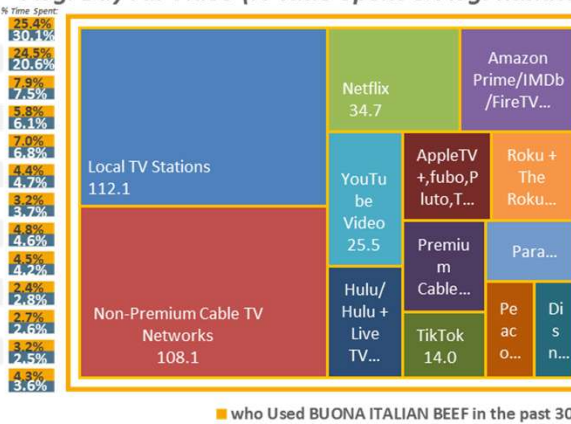 % Time Spent:
25.4%
30.1%
24.5%
20.6%
7.9%
7.5%
5.8%
6.1%
7.0%
6.8%
4.4%
4.7%
3.2%
3.7%
4.8%
4.6%
4.5%
4.2%
2.4%
2.8%
2.7%
2.6%
3.2%
2.5%
4.3%
3.6%
Local TV Stations
112.1
Non-Premium Cable TV
Networks
108.1
Netflix
34.7
Amazon
Prime/IMDb
/FireTV...
YouTu
be
Video
25.5
AppleTV
+,fubo,P
luto,T...
Roku +
The
Roku...
Hulu/
Hulu +
Live
TV...
Premiu
m
Cable...
Para...
TikTok
14.0
Pe
ac
o...
Di
s
n...
who Used BUONA ITALIAN BEEF in the past 30